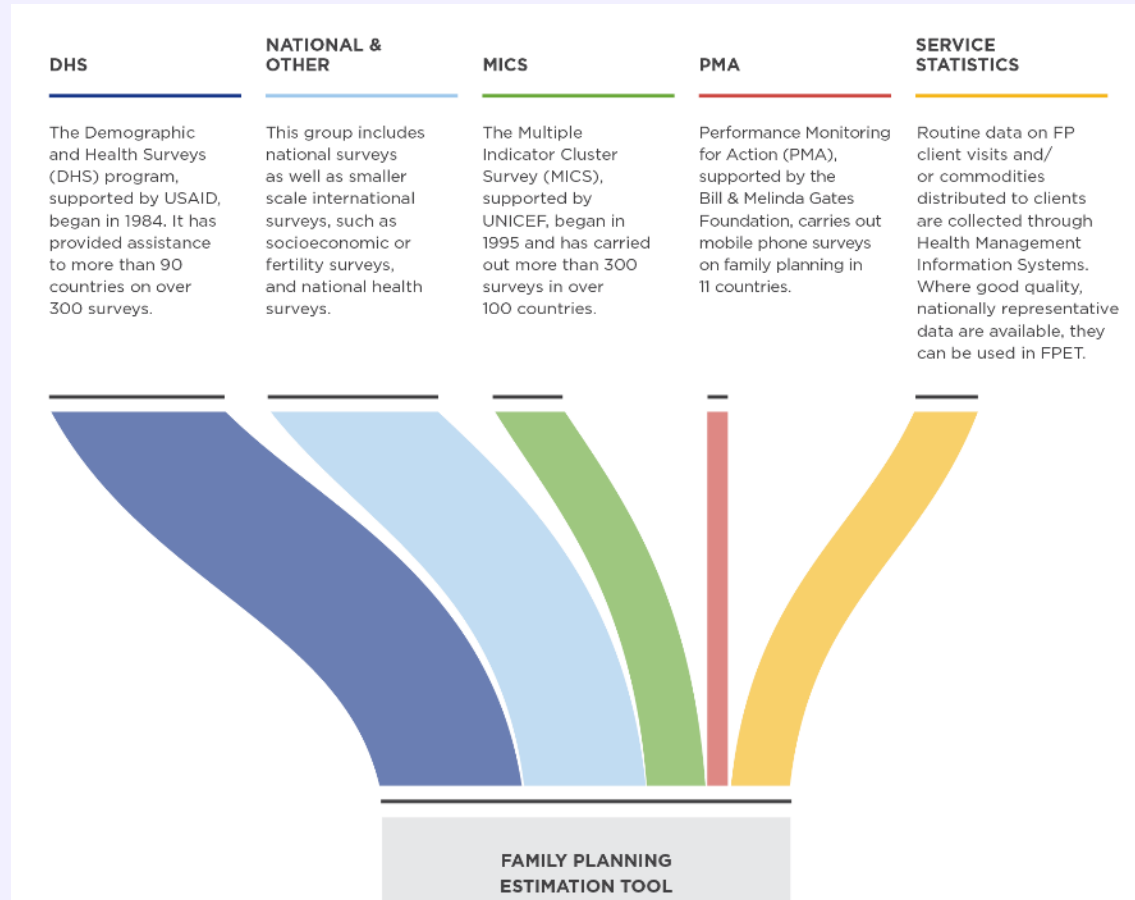 DHS
The Demographic
and Health Surveys
(DHS) program,
supported by USAID,
began in 1984. It has
provided assistance
to more than 90
countries on over
300 surveys.
NATIONAL &
OTHER
This group includes
national surveys
as well as smaller
scale international
surveys, such as
socioeconomic or
fertility surveys,
and national health
surveys.
MICS
The Multiple
Indicator Cluster
Survey (MICS),
supported by
UNICEF, began in
1995 and has carried
out more than 300
surveys in over
100 countries.
PMA
Performance Monitoring
for Action (PMA),
supported by the
Bill & Melinda Gates
Foundation, carries out
mobile phone surveys
on family planning in
11 countries.
SERVICE
STATISTICS
Routine data on FP
client visits and/
or commodities
distributed to clients
are collected through
Health Management
Information Systems.
Where good quality,
nationally representative
data are available, they
can be used in FPET.
FAMILY PLANNING
ESTIMATION TOOL